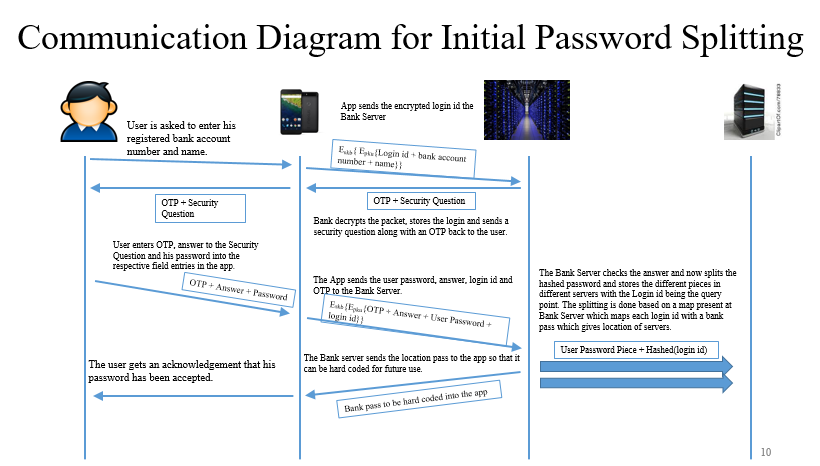 Communication Diagram for Initial Password Splitting
User is asked to enter his
registered bank account
number and name.
App sends the encrypted login id the
Bank Server
ClipartOf.com/78633
Eₛₖb{ Eₚₖᵤ{Login id + bank account
number + name}}
OTP + Security
Question
OTP + Security Question
Bank decrypts the packet, stores the login and sends a
security question along with an OTP back to the user.
User enters OTP, answer to the Security
Question and his password into the
respective field entries in the app.
OTP + Answer + Password
The App sends the user password, answer, login id and
OTP to the Bank Server.
Eₛₖb{Eₚₖᵤ{OTP + Answer + User Password +
login id}}
The Bank Server checks the answer and now splits the
hashed password and stores the different pieces in
different servers with the Login id being the query
point. The splitting is done based on a map present at
Bank Server which maps each login id with a bank
pass which gives location of servers.
User Password Piece + Hashed(login id)
The user gets an acknowledgement that his
password has been accepted.
The Bank server sends the location pass to the app so that it
can be hard coded for future use.
Bank pass to be hard coded into the app
10